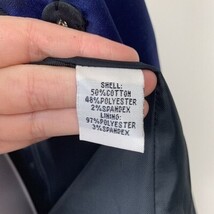 SHELL:
50%COTTON
48%POLYESTER
2%SPANDEX
LINING:
97%POLYESTER
3%SPANDEX